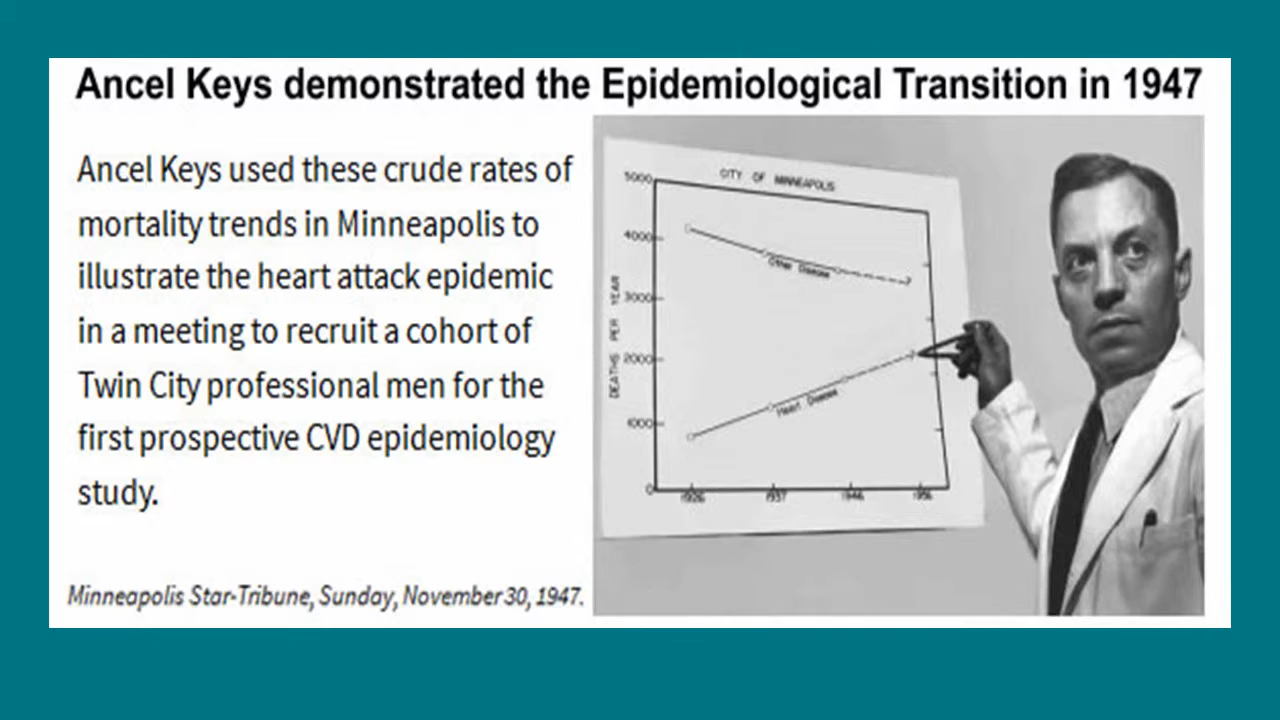 Ancel Keys demonstrated the Epidemiological Transition in 1947
Ancel Keys used these crude rates of
mortality trends in Minneapolis to
illustrate the heart attack epidemic
in a meeting to recruit a cohort of
Twin City professional men for the
first prospective CVD epidemiology
study.
Minneapolis Star-Tribune, Sunday, November 30, 1947.
CITY OF MINNEAPOLIS
5000
4000
3000
2000
1000
0
DEATHS PER YEAR
Other Disease
Heart Disease
1926
1937
1946
1956